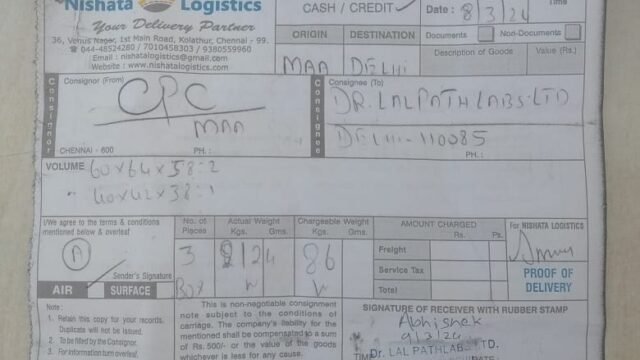 Nishata Logistics
Your Delivery Partner
36, Venus Nagar, 1st Main Road, Kolathur, Chennai - 99.
☎ 044-48524280 / 7010458303 / 9380559960
Email : nishatalogistics@gmail.com
Website : www.nishatalogistics.com
CASH / CREDIT
Date : 8/3/24
ORIGIN DESTINATION
MAA DELHI
Documents Non-Documents
Description of Goods Value (Rs.)
Consignor
Consignor (From)
CPC
MAA
CHENNAI - 600 PH. :
Consignee
Consignee (To)
DR. LAL PATH LABS LTD
DELHI-110085
PH. :
VOLUME 60x64x58:2
40x42x38:1
I/We agree to the terms & conditions
mentioned below & overleaf
A
Sender's Signature
AIR SURFACE
No. of Pieces
3
BOX
Actual Weight
Kgs. Gms.
Chargeable Weight
Kgs. Gms.
86
AMOUNT CHARGED
Rs. Ps.
Freight
Service Tax
Total
For NISHATA LOGISTICS
PROOF OF
DELIVERY
Note :
1. Retain this copy for your records.
Duplicate will not be issued.
2. To be filled by the Consignor.
3. For information turn overleaf.
This is non-negotiable consignment
note subject to the conditions of
carriage. The company's liability for the
mentioned shall be compensated to a sum
of Rs. 500/- or the value of the goods
whichever is less for any cause.
SIGNATURE OF RECEIVER WITH RUBBER STAMP
Abhishek
9/3/24
Dr. LAL PATHLABS LTD.